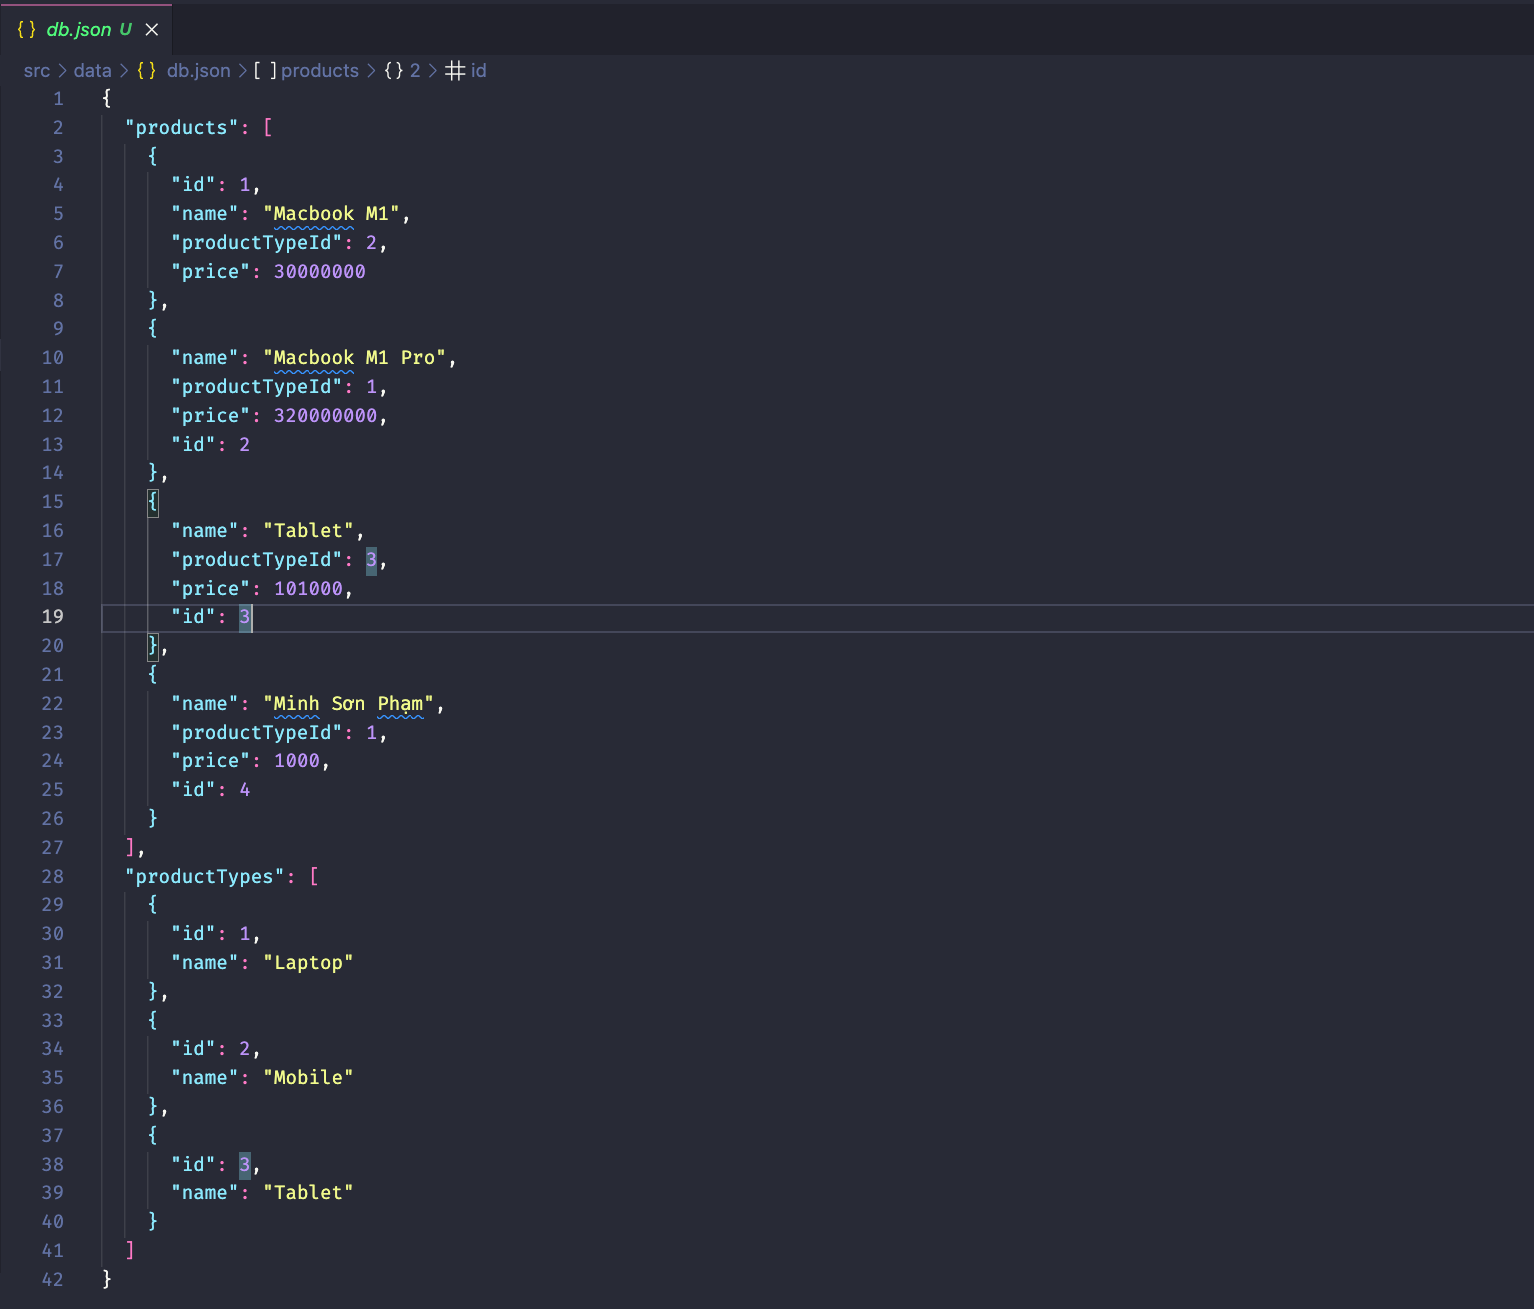 {} db.json U ×
src > data > {} db.json > [ ] products > {} 2 > # id
1 {
2 "products": [
3 {
4 "id": 1,
5 "name": "Macbook M1",
6 "productTypeId": 2,
7 "price": 30000000
8 },
9 {
10 "name": "Macbook M1 Pro",
11 "productTypeId": 1,
12 "price": 320000000,
13 "id": 2
14 },
15 {
16 "name": "Tablet",
17 "productTypeId": 3,
18 "price": 101000,
19 "id": 3
20 },
21 {
22 "name": "Minh Sơn Phạm",
23 "productTypeId": 1,
24 "price": 1000,
25 "id": 4
26 }
27 ],
28 "productTypes": [
29 {
30 "id": 1,
31 "name": "Laptop"
32 },
33 {
34 "id": 2,
35 "name": "Mobile"
36 },
37 {
38 "id": 3,
39 "name": "Tablet"
40 }
41 ]
42 }